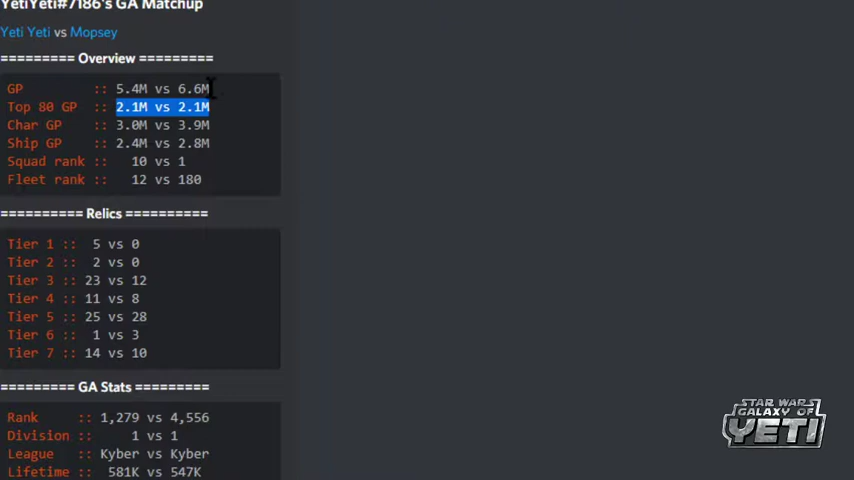 YetiYeti#7186's GA Matchup
Yeti Yeti vs Mopsey
========= Overview =========
GP :: 5.4M vs 6.6M
Top 80 GP :: 2.1M vs 2.1M
Char GP :: 3.0M vs 3.9M
Ship GP :: 2.4M vs 2.8M
Squad rank :: 10 vs 1
Fleet rank :: 12 vs 180
========== Relics ==========
Tier 1 :: 5 vs 0
Tier 2 :: 2 vs 0
Tier 3 :: 23 vs 12
Tier 4 :: 11 vs 8
Tier 5 :: 25 vs 28
Tier 6 :: 1 vs 3
Tier 7 :: 14 vs 10
========= GA Stats =========
Rank :: 1,279 vs 4,556
Division :: 1 vs 1
League :: Kyber vs Kyber
Lifetime :: 581K vs 547K
STAR WARS
GALAXY OF
YETI